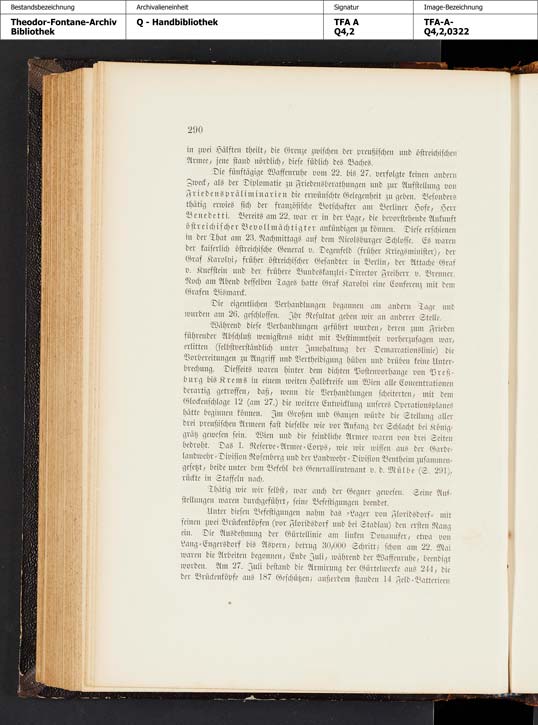 Bestandsbezeichnung Archivalieneinheit Signatur Image-Bezeichnung
Theodor-Fontane-Archiv Q - Handbibliothek TFA A TFA-A-
Bibliothek Q4,2 Q4,2,0322
290
in zwei Hälften theilt, die Grenze zwischen der preußischen und östreichischen
Armee, jene stand nördlich, diese südlich des Baches.
Die fünftägige Waffenruhe vom 22. bis 27. verfolgte keinen andern
Zweck, als der Diplomatie zu Friedensberathungen und zur Aufstellung von
Friedenspräliminarien die erwünschte Gelegenheit zu geben. Besonders
thätig erwies sich der französische Botschafter am Berliner Hofe, Herr
Benedetti. Bereits am 22. war er in der Lage, die bevorstehende Ankunft
östreichischer Bevollmächtigter ankündigen zu können. Diese erschienen
in der That am 23. Nachmittags auf dem Nicolsburger Schlosse. Es waren
der kaiserlich östreichische General v. Degenfeld (früher Kriegsminister), der
Graf Karolyi, früher östreichischer Gesandter in Berlin, der Attache Graf
v. Kueffstein und der frühere Bundeskanzlei-Director Freiherr v. Brenner.
Noch am Abend desselben Tages hatte Graf Karolyi eine Conferenz mit dem
Grafen Bismarck.
Die eigentlichen Verhandlungen begannen am andern Tage und
wurden am 26. geschlossen. Ihr Resultat geben wir an anderer Stelle.
Während diese Verhandlungen geführt wurden, deren zum Frieden
führender Abschluß wenigstens nicht mit Bestimmtheit vorherzusagen war,
erlitten (selbstverständlich unter Innehaltung der Demarcationslinie) die
Vorbereitungen zu Angriff und Vertheidigung hüben und drüben keine Unter-
brechung. Diesseits waren hinter dem dichten Postenvorhange von Preß-
burg bis Krems in einem weiten Halbkreise um Wien alle Concentrationen
derartig getroffen, daß, wenn die Verhandlungen scheiterten, mit dem
Glockenschlage 12 (am 27.) die weitere Entwicklung unseres Operationsplanes
hätte beginnen können. Im Großen und Ganzen würde die Stellung aller
drei preußischen Armeen fast dieselbe wie vor Anfang der Schlacht bei König-
grätz gewesen sein. Wien und die feindliche Armee waren von drei Seiten
bedroht. Das I. Reserve-Armee-Corps, wie wir wissen aus der Garde-
landwehr-Division Rosenberg und der Landwehr-Division Bentheim zusammen-
gesetzt, beide unter dem Befehl des Generallieutenant v. d. Mülbe (S. 291),
rückte in Staffeln nach.
Thätig wie wir selbst, war auch der Gegner gewesen. Seine Auf-
stellungen waren durchgeführt, seine Befestigungen beendet.
Unter diesen Befestigungen nahm das »Lager von Floridsdorf« mit
seinen zwei Brückenköpfen (vor Floridsdorf und bei Stadlau) den ersten Rang
ein. Die Ausdehnung der Gürtellinie am linken Donauufer, etwa von
Lang-Engersdorf bis Aspern, betrug 30,000 Schritt; schon am 22. Mai
waren die Arbeiten begonnen, Ende Juli, während der Waffenruhe, beendigt
worden. Am 27. Juli bestand die Armirung der Gürtelwerke aus 244, die
der Brückenköpfe aus 187 Geschützen; außerdem standen 14 Feld-Batterieen